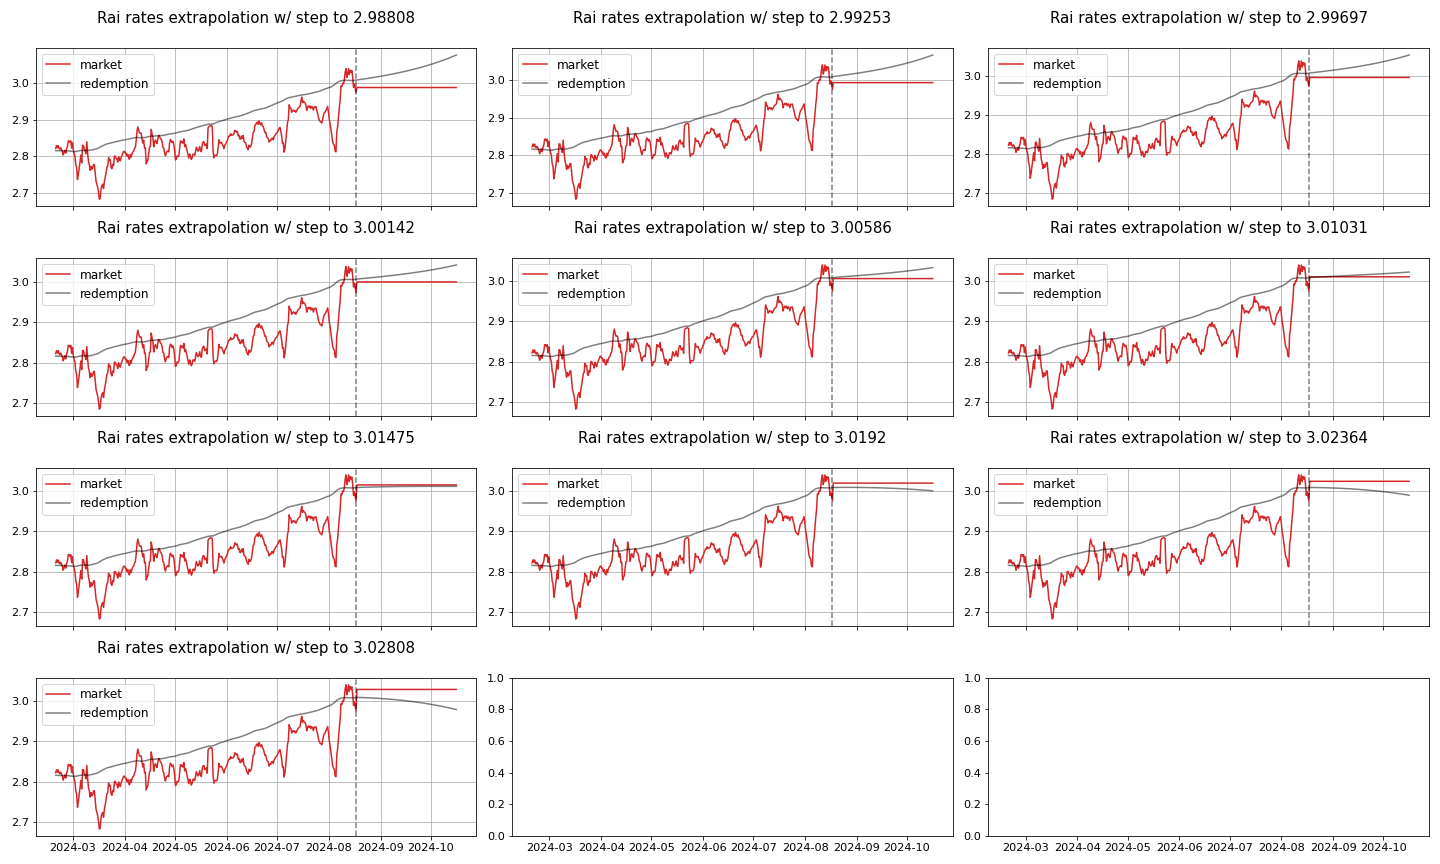 Rai rates extrapolation w/ step to 2.98808
Rai rates extrapolation w/ step to 2.99253
Rai rates extrapolation w/ step to 2.99697
market
redemption
3.0
2.9
2.8
2.7
market
redemption
3.0
2.9
2.8
2.7
market
redemption
3.0
2.9
2.8
2.7
Rai rates extrapolation w/ step to 3.00142
Rai rates extrapolation w/ step to 3.00586
Rai rates extrapolation w/ step to 3.01031
market
redemption
3.0
2.9
2.8
2.7
market
redemption
3.0
2.9
2.8
2.7
market
redemption
3.0
2.9
2.8
2.7
Rai rates extrapolation w/ step to 3.01475
Rai rates extrapolation w/ step to 3.0192
Rai rates extrapolation w/ step to 3.02364
market
redemption
3.0
2.9
2.8
2.7
market
redemption
3.0
2.9
2.8
2.7
market
redemption
3.0
2.9
2.8
2.7
Rai rates extrapolation w/ step to 3.02808
market
redemption
3.0
2.9
2.8
2.7
1.0
0.8
0.6
0.4
0.2
0.0
1.0
0.8
0.6
0.4
0.2
0.0
2024-03 2024-04 2024-05 2024-06 2024-07 2024-08 2024-09 2024-10
2024-03 2024-04 2024-05 2024-06 2024-07 2024-08 2024-09 2024-10
2024-03 2024-04 2024-05 2024-06 2024-07 2024-08 2024-09 2024-10